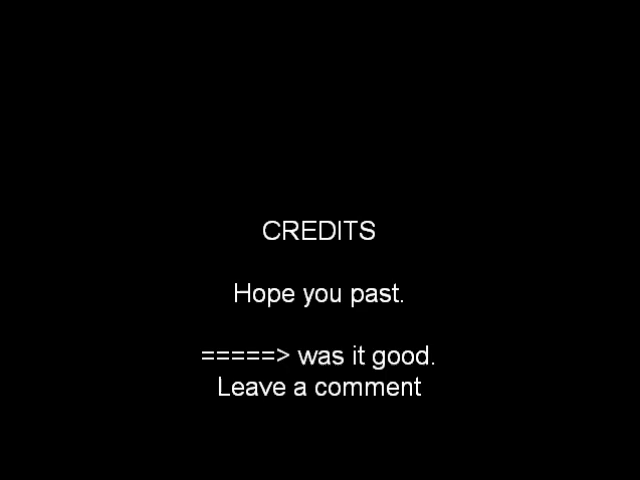 CREDITS
Hope you past.
=====> was it good.
Leave a comment